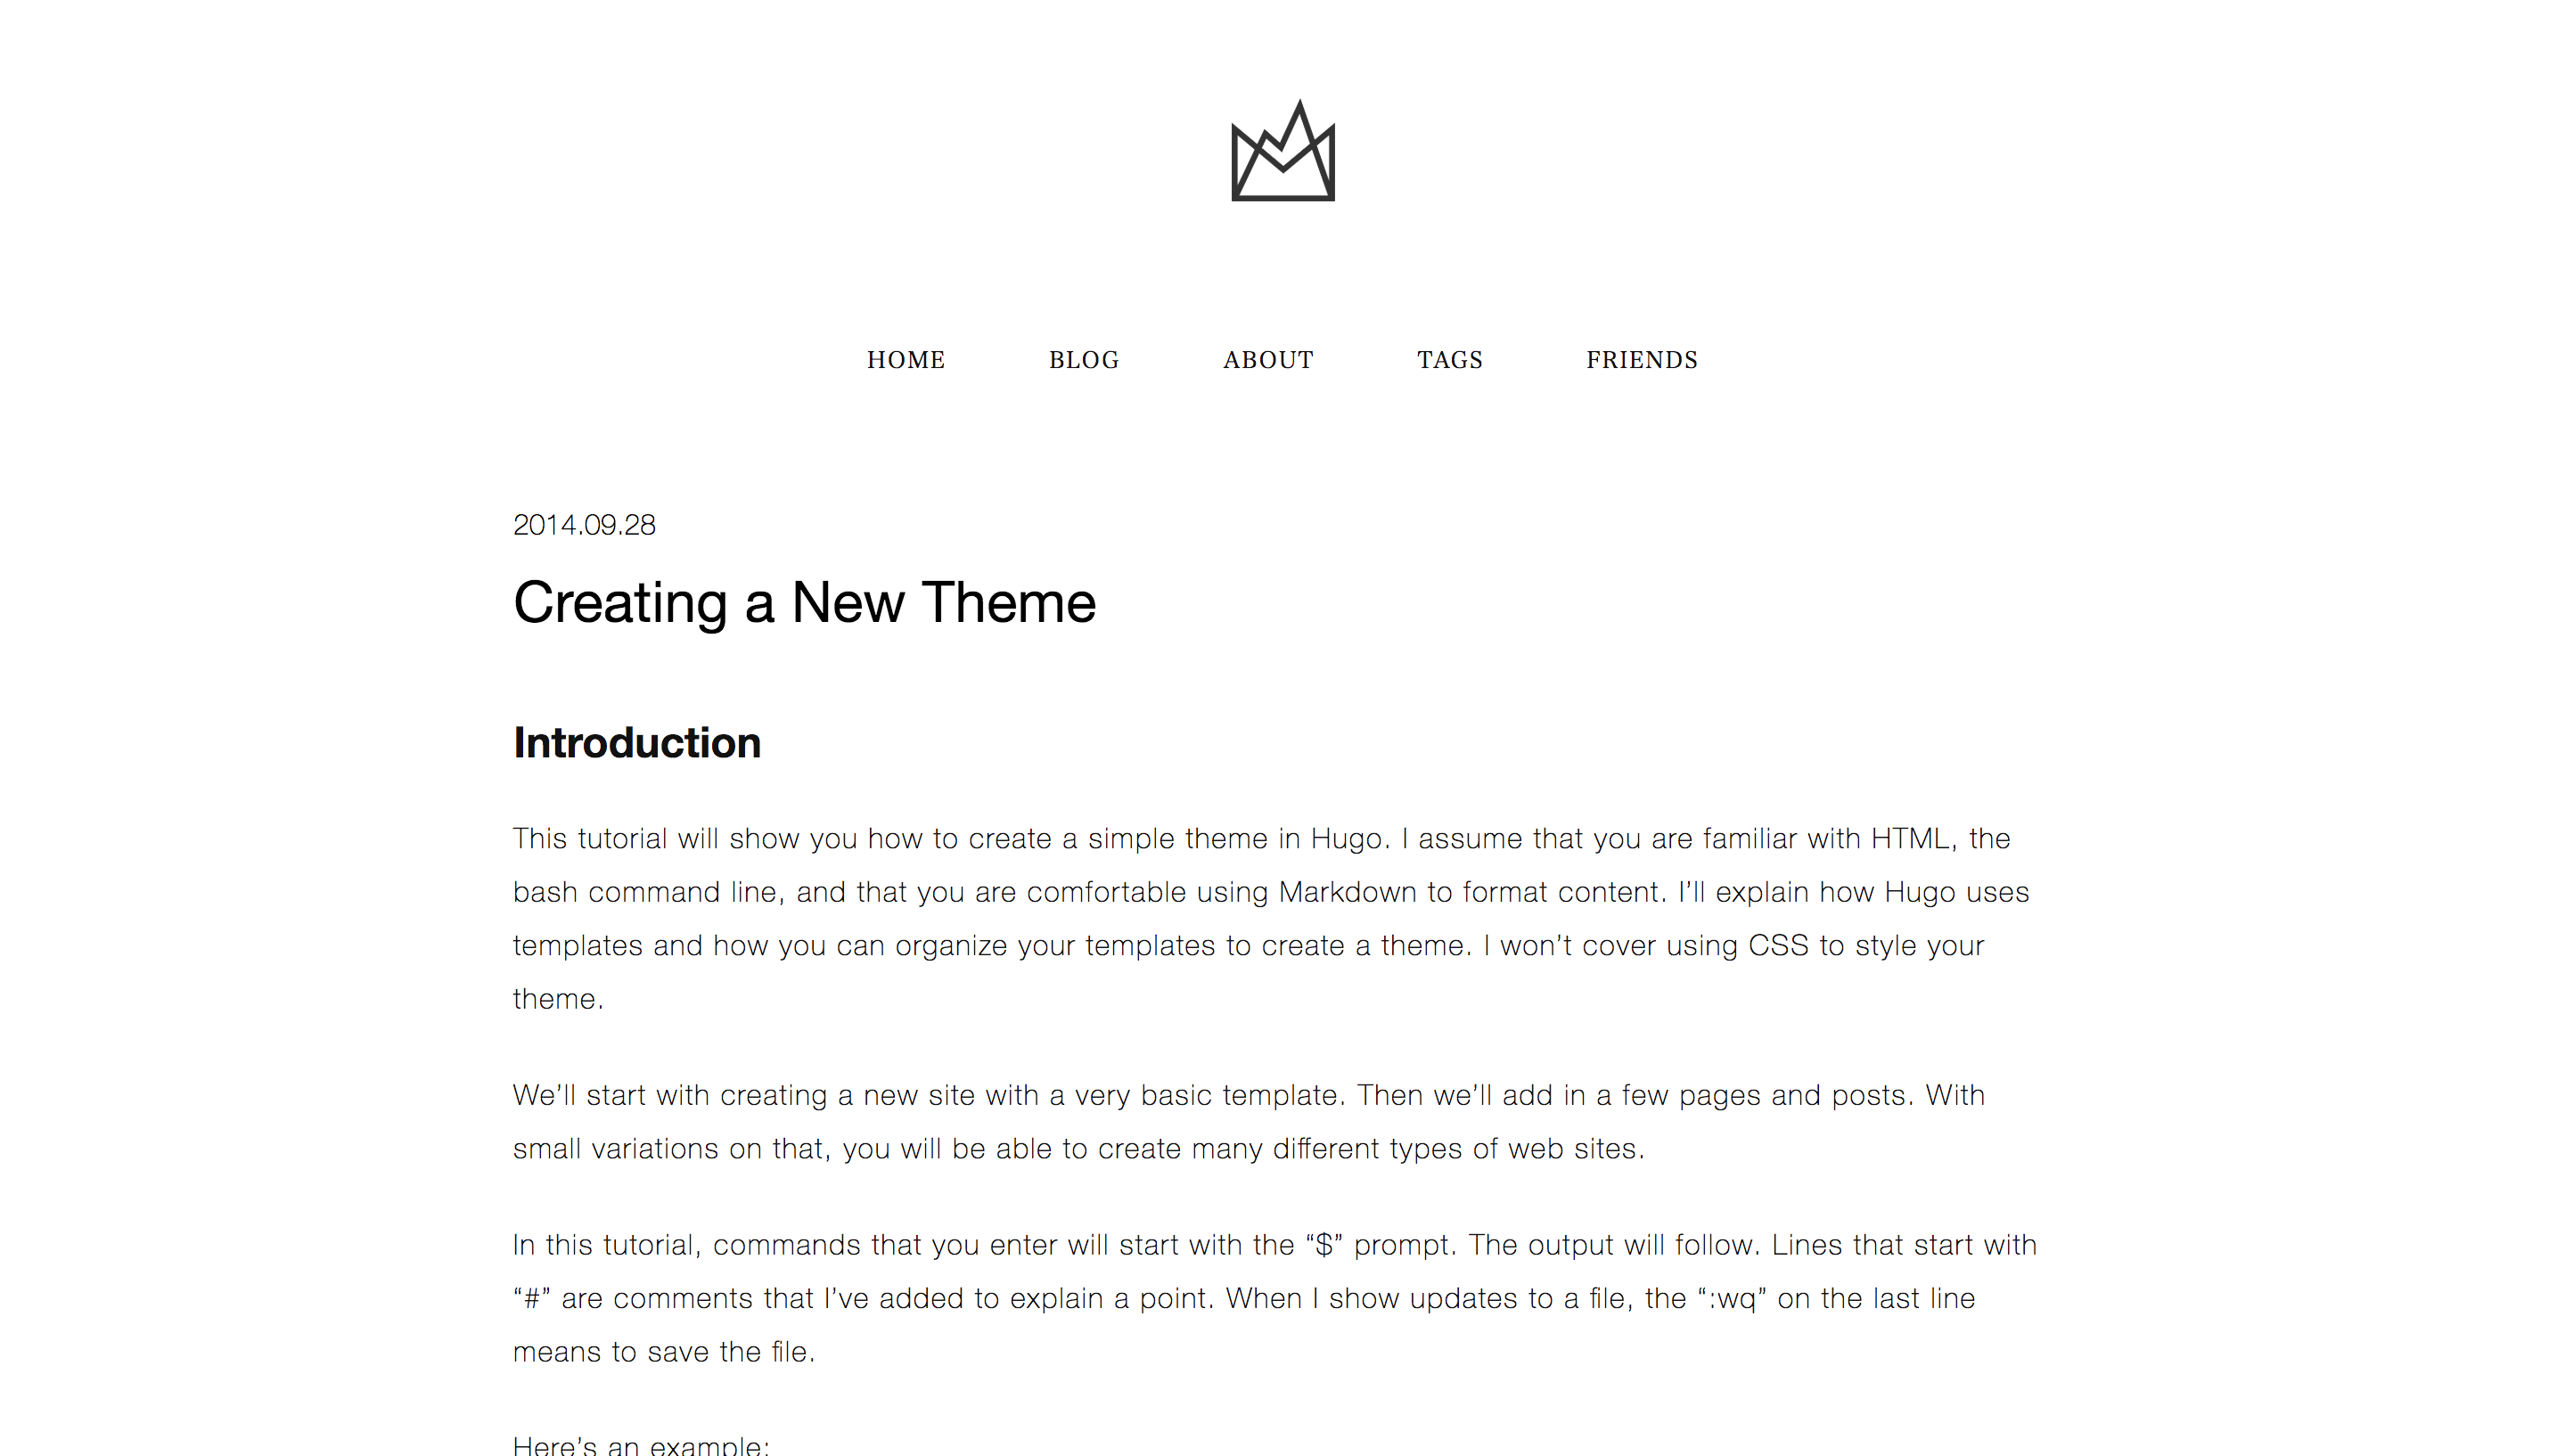 HOME BLOG ABOUT TAGS FRIENDS
2014.09.28
Creating a New Theme
Introduction
This tutorial will show you how to create a simple theme in Hugo. I assume that you are familiar with HTML, the
bash command line, and that you are comfortable using Markdown to format content. I’ll explain how Hugo uses
templates and how you can organize your templates to create a theme. I won’t cover using CSS to style your
theme.
We’ll start with creating a new site with a very basic template. Then we’ll add in a few pages and posts. With
small variations on that, you will be able to create many different types of web sites.
In this tutorial, commands that you enter will start with the “$” prompt. The output will follow. Lines that start with
“#” are comments that I’ve added to explain a point. When I show updates to a file, the “:wq” on the last line
means to save the file.
Here’s an example: